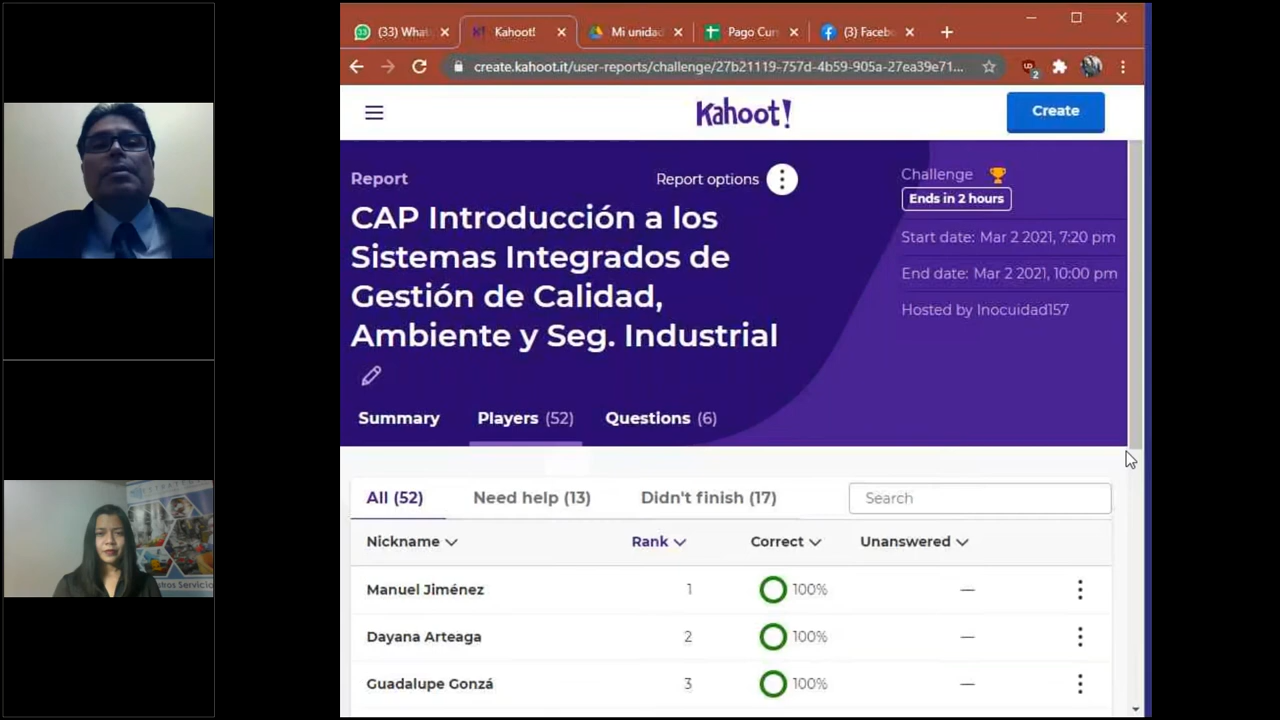 (33) What
Kahoot!
Mi unidad
Pago Cur
(3) Faceb
create.kahoot.it/user-reports/challenge/27b21119-757d-4b59-905a-27ea39e71...
2
Kahoot!
Create
Report
Report options
CAP Introducción a los
Sistemas Integrados de
Gestión de Calidad,
Ambiente y Seg. Industrial
Challenge
Ends in 2 hours
Start date: Mar 2 2021, 7:20 pm
End date: Mar 2 2021, 10:00 pm
Hosted by Inocuidad157
Summary
Players (52)
Questions (6)
All (52)
Need help (13)
Didn't finish (17)
Search
Nickname Rank Correct Unanswered
Manuel Jiménez 1 100% —
Dayana Arteaga 2 100% —
Guadalupe Gonzá 3 100% —
stros Servicio